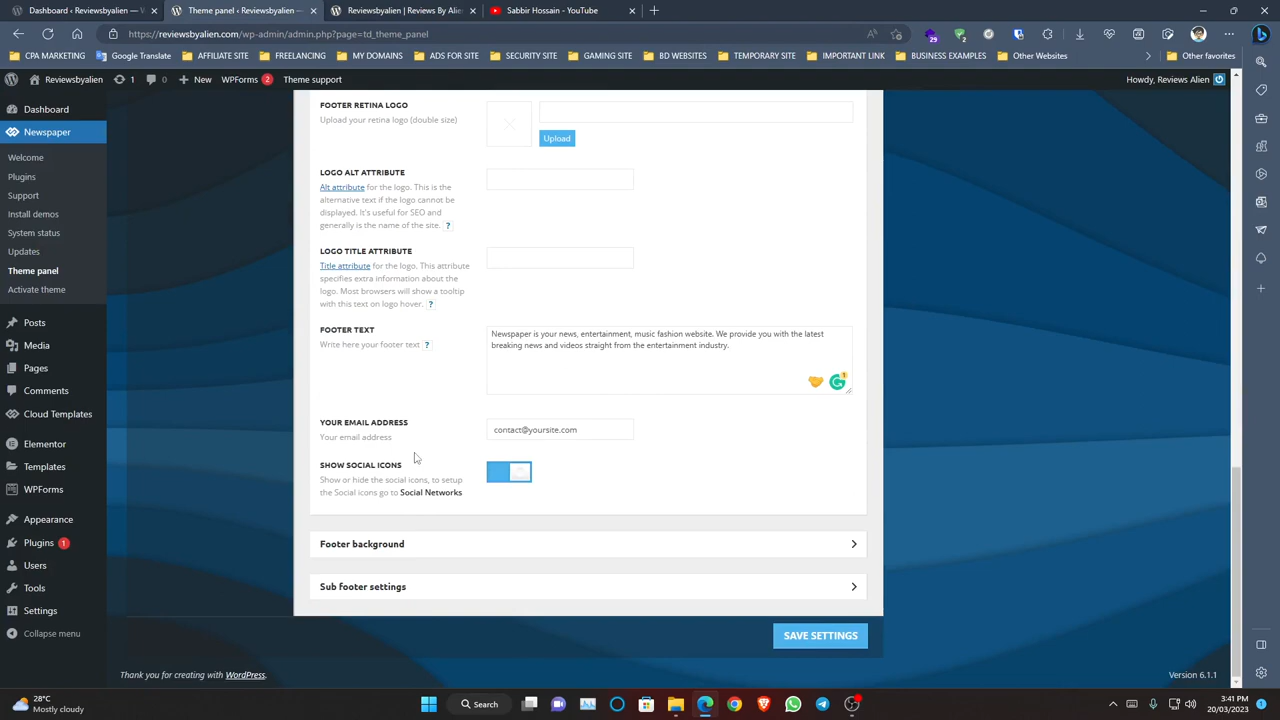 Dashboard ‹ Reviewsbyalien — V
Theme panel ‹ Reviewsbyalien —
Reviewsbyalien | Reviews By Alien
Sabbir Hossain - YouTube
https://reviewsbyalien.com/wp-admin/admin.php?page=td_theme_panel
CPA MARKETING
Google Translate
AFFILIATE SITE
FREELANCING
MY DOMAINS
ADS FOR SITE
SECURITY SITE
GAMING SITE
BD WEBSITES
TEMPORARY SITE
IMPORTANT LINK
Business Examples
Other Websites
Other favorites
Reviewsbyalien
1
0
New
WPForms 2
Theme support
Howdy, Reviews Alien
Dashboard
Newspaper
Welcome
Plugins
Support
Install demos
System status
Updates
Theme panel
Activate theme
Posts
Media
Pages
Comments
Cloud Templates
Elementor
Templates
WPForms
Appearance
Plugins 1
Users
Tools
Settings
Collapse menu
FOOTER RETINA LOGO
Upload your retina logo (double size)
Upload
LOGO ALT ATTRIBUTE
Alt attribute for the logo. This is the
alternative text if the logo cannot be
displayed. It's useful for SEO and
generally is the name of the site. ?
LOGO TITLE ATTRIBUTE
Title attribute for the logo. This attribute
specifies extra information about the
logo. Most browsers will show a tooltip
with this text on logo hover. ?
FOOTER TEXT
Write here your footer text ?
Newspaper is your news, entertainment, music fashion website. We provide you with the latest
breaking news and videos straight from the entertainment industry.
1
YOUR EMAIL ADDRESS
Your email address
contact@yoursite.com
SHOW SOCIAL ICONS
Show or hide the social icons, to setup
the Social icons go to Social Networks
Footer background
Sub footer settings
SAVE SETTINGS
Thank you for creating with WordPress.
Version 6.1.1
28°C
Mostly cloudy
Search
3:41 PM
20/03/2023